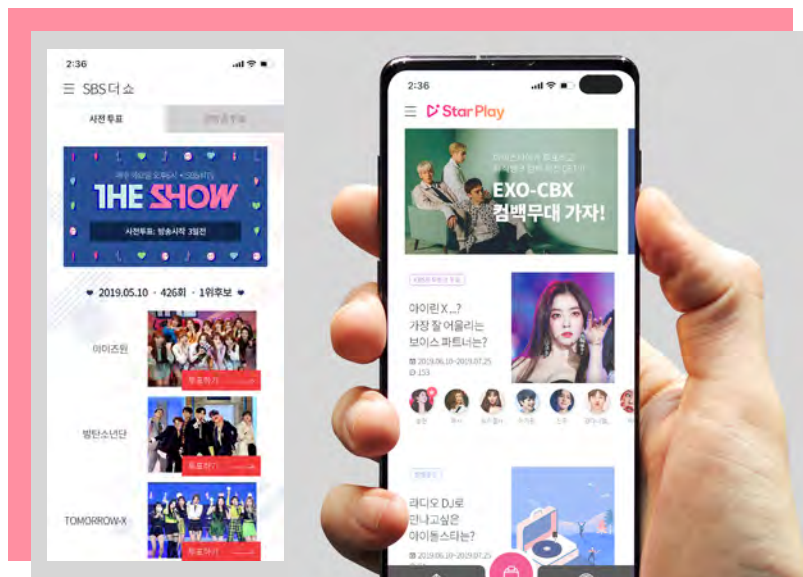 2:36
SBS 더 쇼
사전투표
THE SHOW
사전투표: 방송시작 3일전
2019.05.10 · 426회 · 1위후보
아이즈원
투표하기
방탄소년단
투표하기
TOMORROW-X
투표하기
2:36
Star Play
EXO-CBX
컴백무대 가자!
아이린 X ...?
가장 잘 어울리는
보이스 파트너는?
2019.06.10~2019.07.25
153
라디오 DJ로
만나고싶은
아이돌스타는?
2019.06.10~2019.07.25